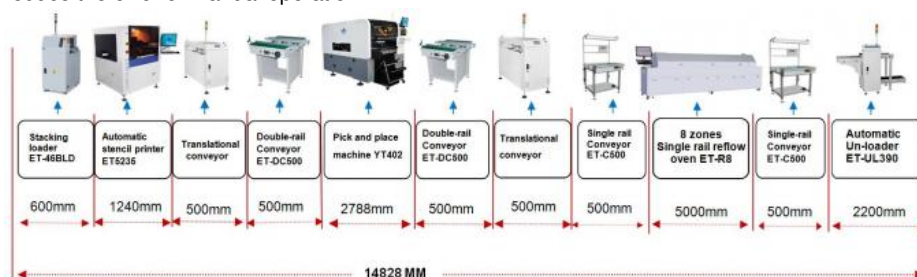 Stacking
loader
ET-46BLD
Automatic
stencil printer
ET5235
Translational
conveyor
Double-rail
Conveyor
ET-DC500
Pick and place
machine YT402
Double-rail
Conveyor
ET-DC500
Translational
conveyor
Single rail
Conveyor
ET-C500
8 zones
Single rail reflow
oven ET-R8
Single-rail
Conveyor
ET-C500
Automatic
Un-loader
ET-UL390
600mm
1240mm
500mm
500mm
2788mm
500mm
500mm
500mm
5000mm
500mm
2200mm
14828 MM